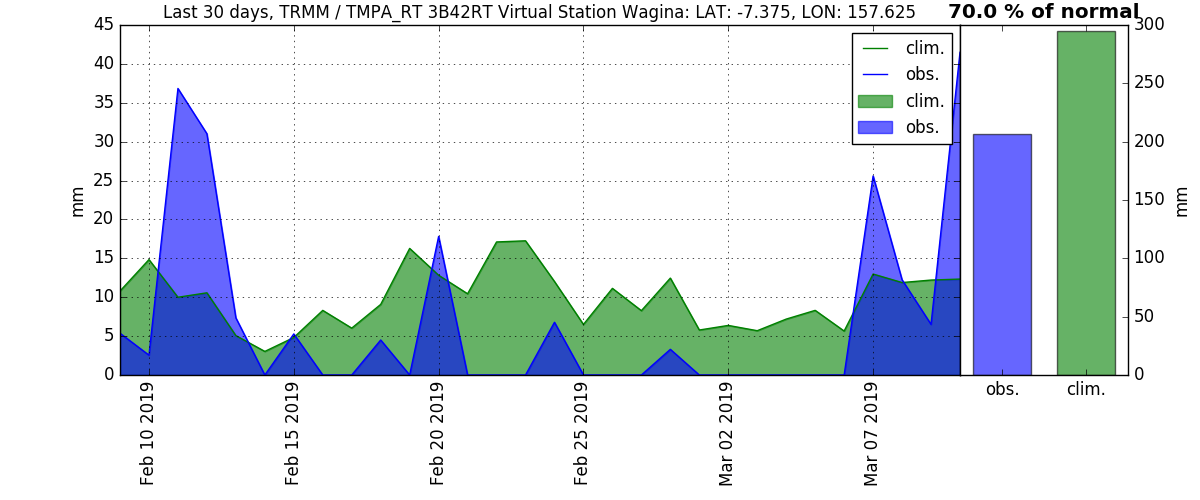 Last 30 days, TRMM / TMPA_RT 3B42RT Virtual Station Wagina: LAT: -7.375, LON: 157.625
70.0 % of normal
45
40
35
30
25
20
15
10
5
0
mm
clim.
obs.
clim.
obs.
300
250
200
150
100
50
0
mm
Feb 10 2019
Feb 15 2019
Feb 20 2019
Feb 25 2019
Mar 02 2019
Mar 07 2019
obs.
clim.